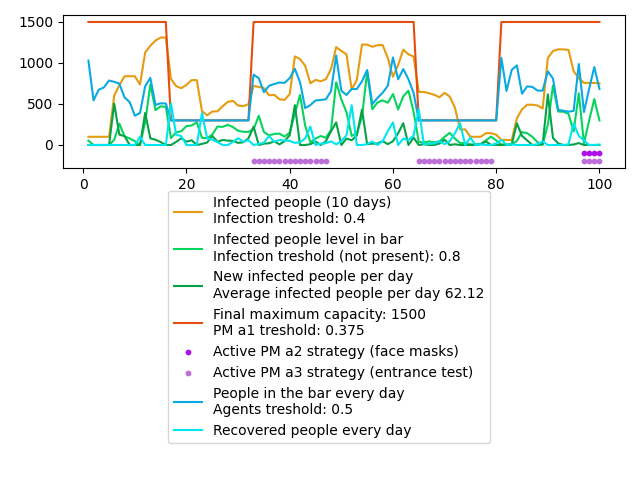 1500
1000
500
0
0 20 40 60 80 100
Infected people (10 days)
Infection treshold: 0.4
Infected people level in bar
Infection treshold (not present): 0.8
New infected people per day
Average infected people per day 62.12
Final maximum capacity: 1500
PM a1 treshold: 0.375
Active PM a2 strategy (face masks)
Active PM a3 strategy (entrance test)
People in the bar every day
Agents treshold: 0.5
Recovered people every day